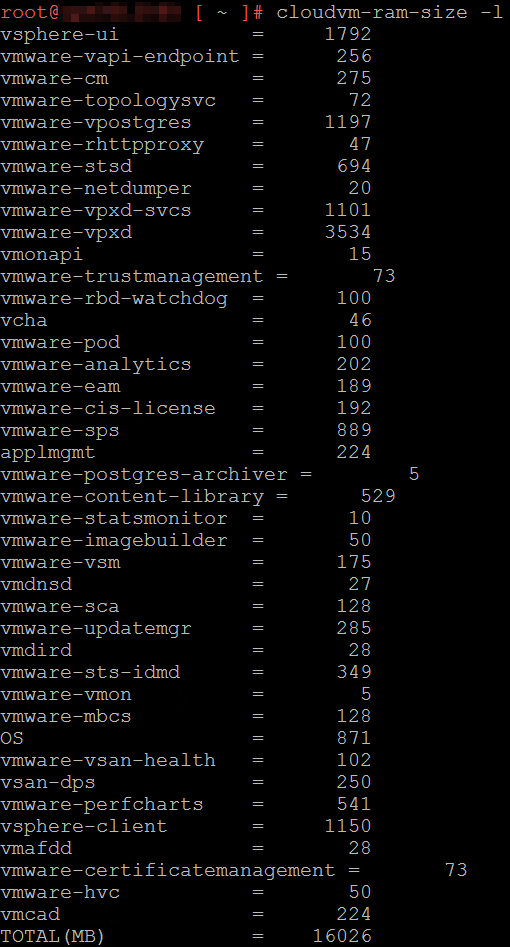 root@ [ ~ ]# cloudvm-ram-size -l
vsphere-ui = 1792
vmware-vapi-endpoint = 256
vmware-cm = 275
vmware-topologysvc = 72
vmware-vpostgres = 1197
vmware-rhttpproxy = 47
vmware-stsd = 694
vmware-netdumper = 20
vmware-vpxd-svcs = 1101
vmware-vpxd = 3534
vmonapi = 15
vmware-trustmanagement = 73
vmware-rbd-watchdog = 100
vcha = 46
vmware-pod = 100
vmware-analytics = 202
vmware-eam = 189
vmware-cis-license = 192
vmware-sps = 889
applmgmt = 224
vmware-postgres-archiver = 5
vmware-content-library = 529
vmware-statsmonitor = 10
vmware-imagebuilder = 50
vmware-vsm = 175
vmdnsd = 27
vmware-sca = 128
vmware-updatemgr = 285
vmdird = 28
vmware-sts-idmd = 349
vmware-vmon = 5
vmware-mbcs = 128
OS = 871
vmware-vsan-health = 102
vsan-dps = 250
vmware-perfcharts = 541
vsphere-client = 1150
vmafdd = 28
vmware-certificatemanagement = 73
vmware-hvc = 50
vmcad = 224
TOTAL(MB) = 16026